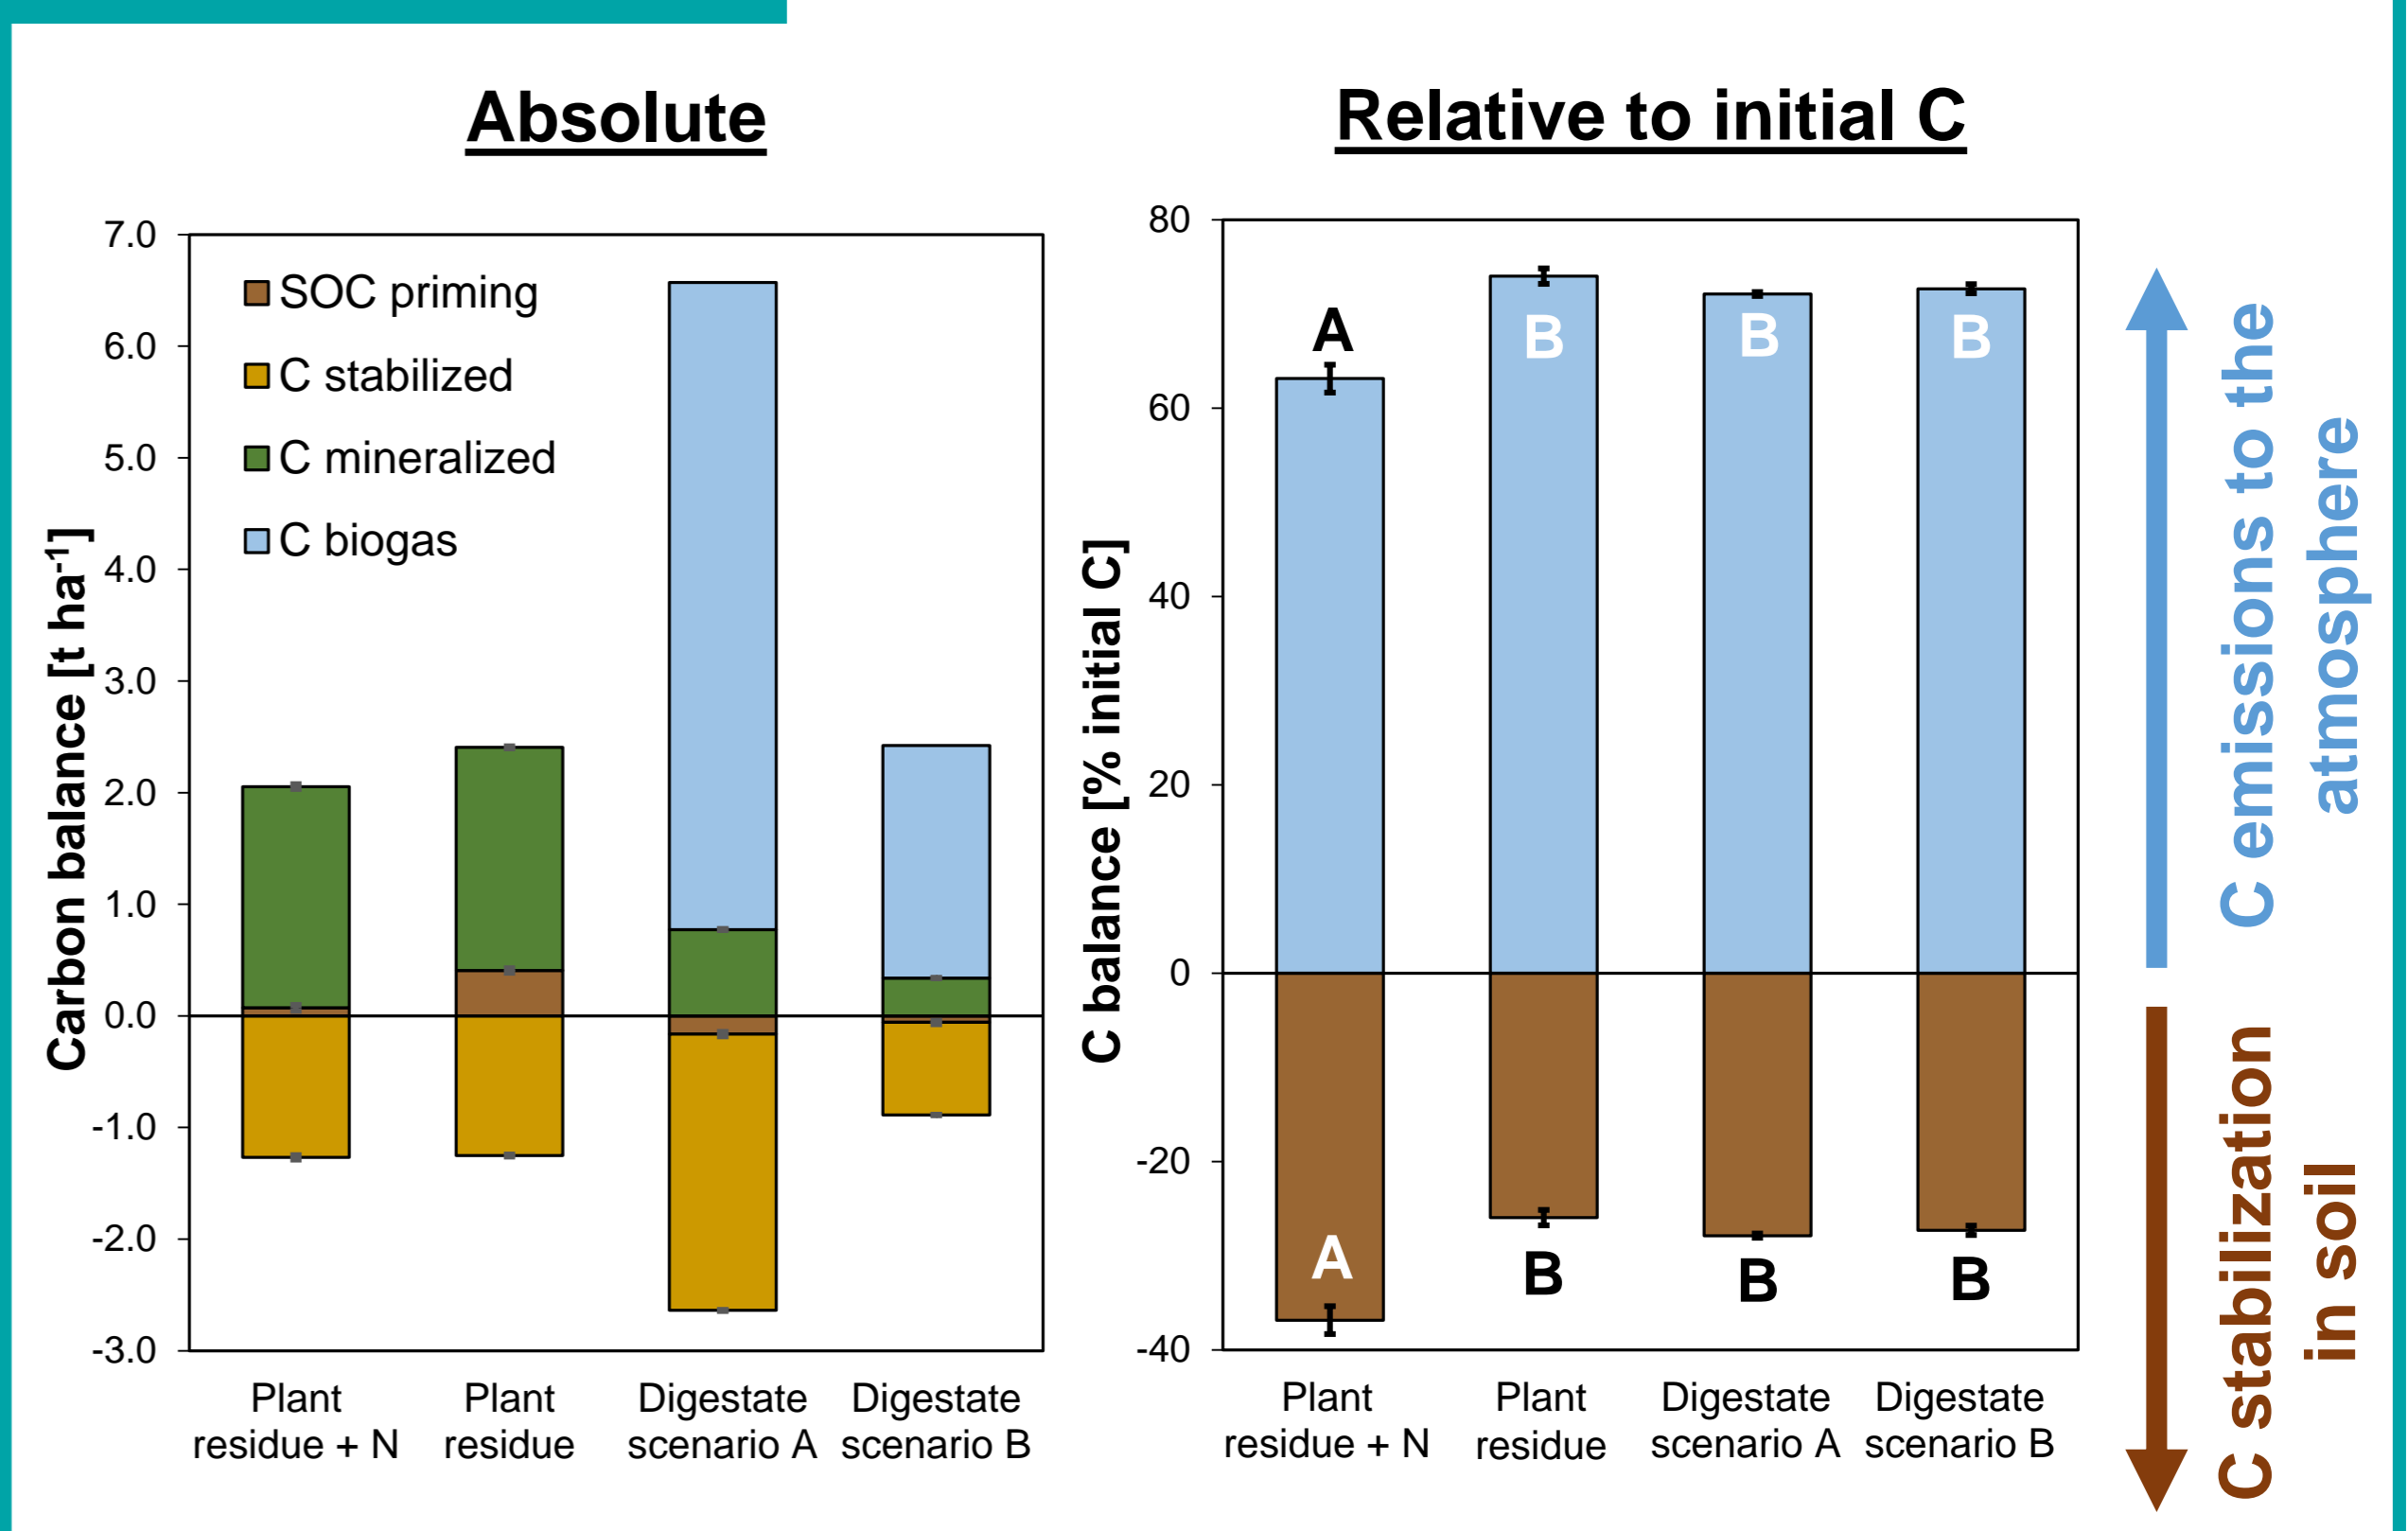 Absolute
Relative to initial C
Carbon balance [t ha⁻¹]
7.0
6.0
5.0
4.0
3.0
2.0
1.0
0.0
-1.0
-2.0
-3.0
SOC priming
C stabilized
C mineralized
C biogas
Plant
residue + N
Plant
residue
Digestate
scenario A
Digestate
scenario B
C balance [% initial C]
80
60
40
20
0
-20
-40
A
B
B
B
A
B
B
B
Plant
residue + N
Plant
residue
Digestate
scenario A
Digestate
scenario B
C emissions to the
atmosphere
C stabilization
in soil